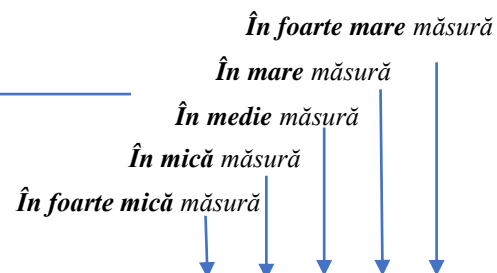 În foarte mare măsură
În mare măsură
În medie măsură
În mică măsură
În foarte mică măsură